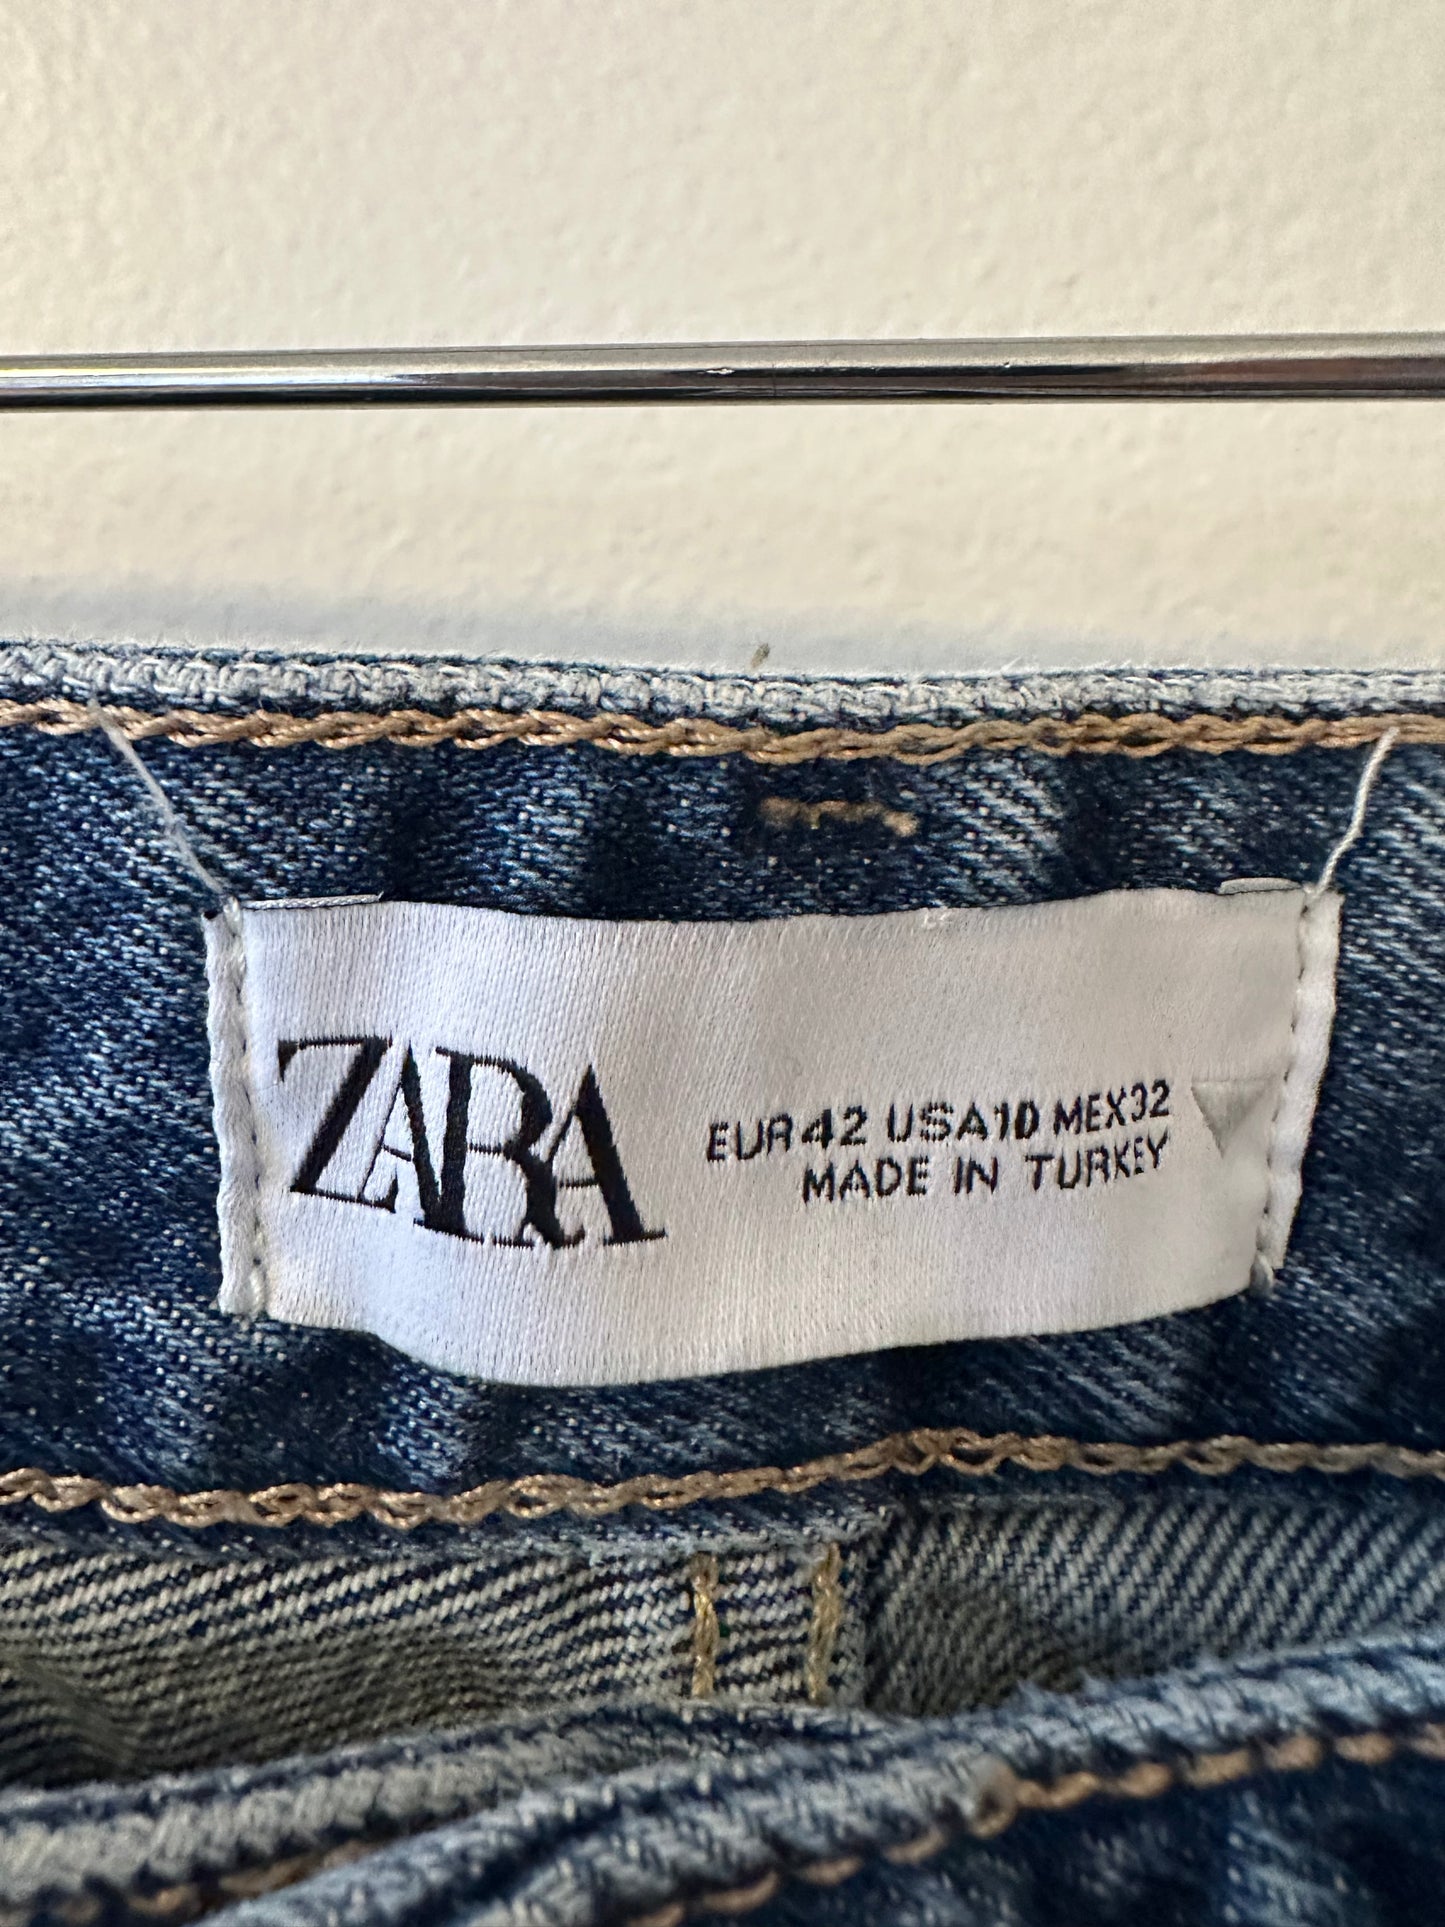 ZARA
EUR 42 USA 10 MEX 32
MADE IN TURKEY